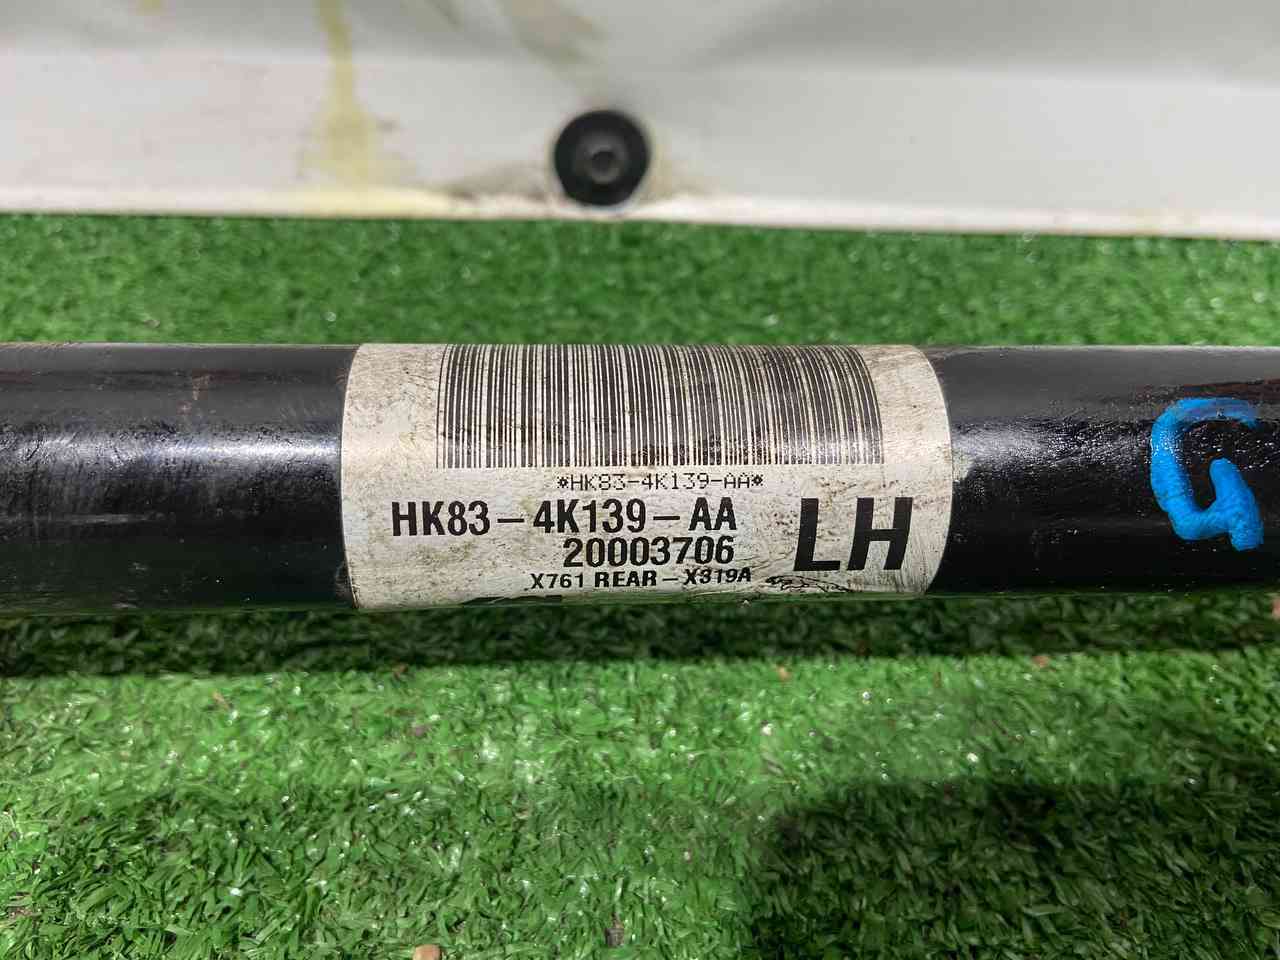 *HK83-4K139-AA*
HK83-4K139-AA
LH
20003706
X761 REAR-X319A
G